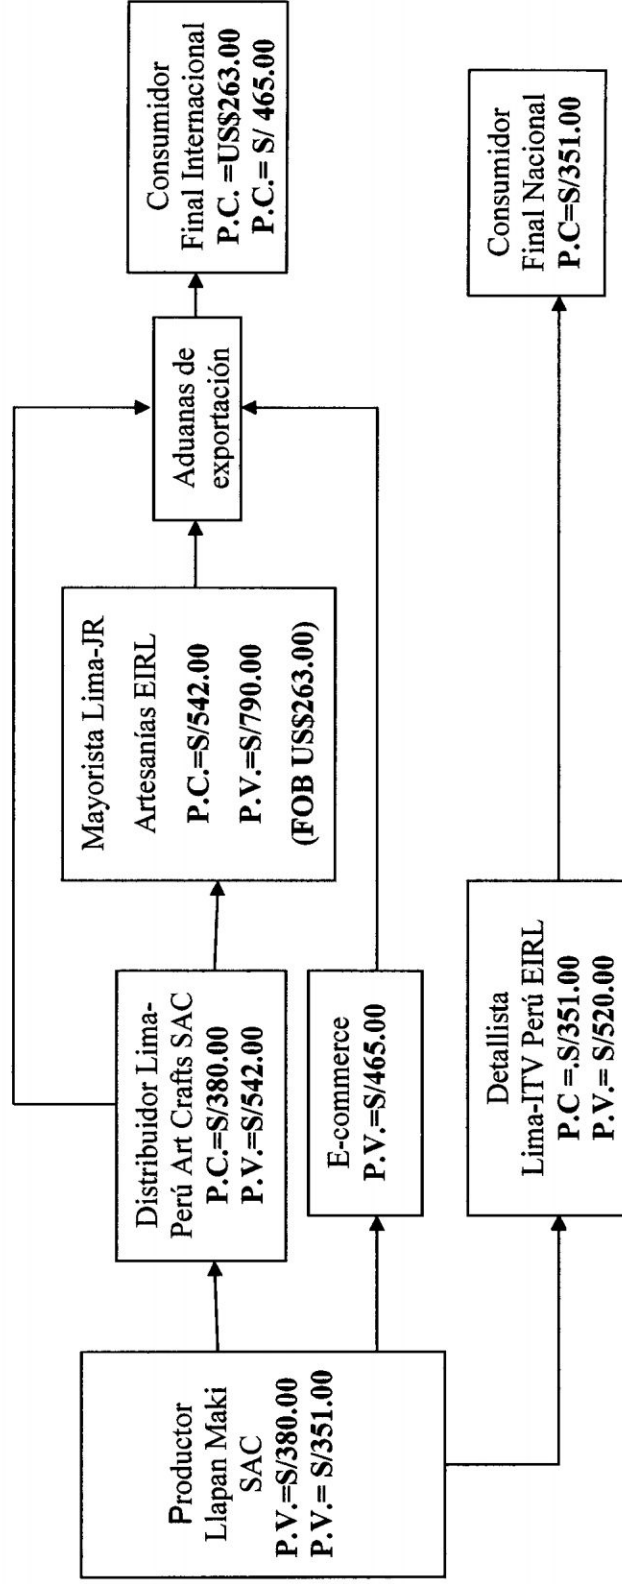 Productor
Llapan Maki
SAC
P.V.=S/380.00
P.V.= S/351.00
Distribuidor Lima-
Perú Art Crafts SAC
P.C.=S/380.00
P.V.=S/542.00
E-commerce
P.V.=S/465.00
Detallista
Lima-ITV Perú EIRL
P.C =.S/351.00
P.V.= S/520.00
Mayorista Lima-JR
Artesanías EIRL
P.C.=S/542.00
P.V.=S/790.00
(FOB US$263.00)
Aduanas de
exportación
Consumidor
Final Internacional
P.C. =US$263.00
P.C.= S/ 465.00
Consumidor
Final Nacional
P.C=S/351.00